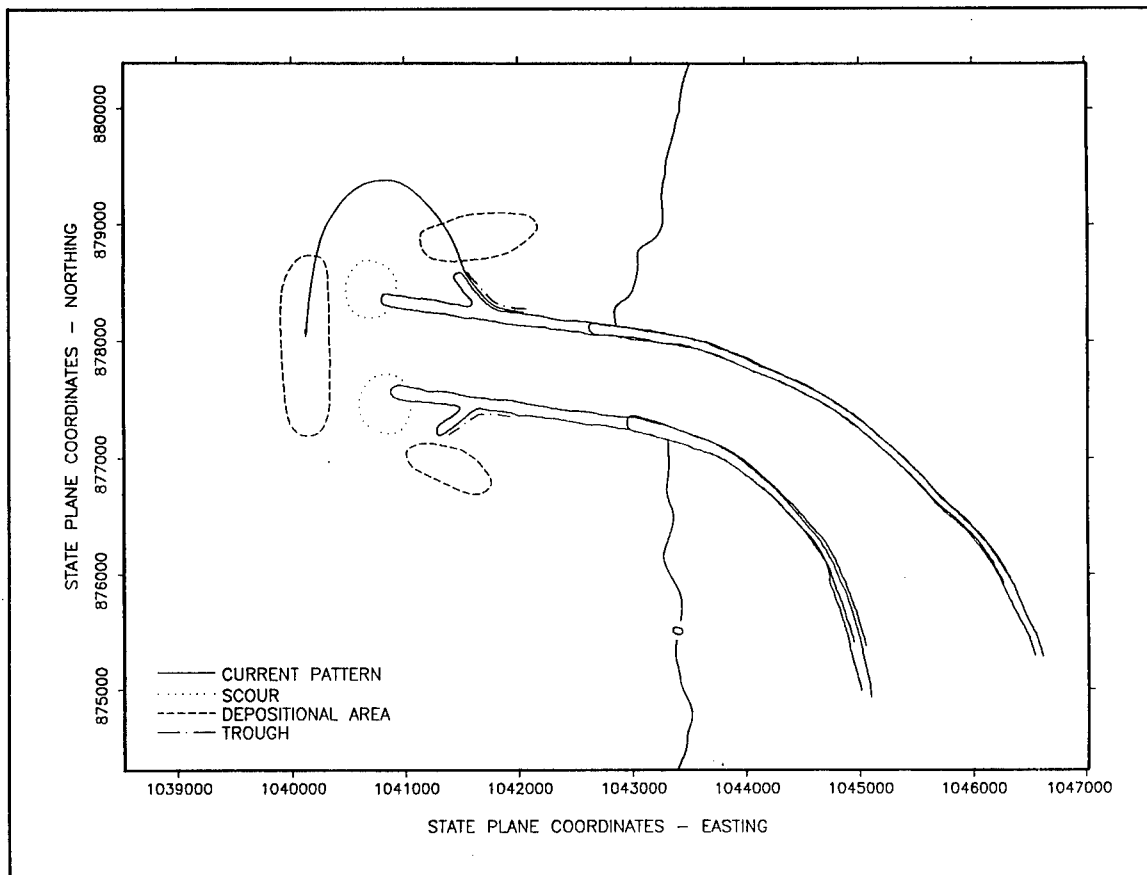 880000
879000
878000
877000
876000
875000
STATE PLANE COORDINATES – NORTHING
0
CURRENT PATTERN
SCOUR
DEPOSITIONAL AREA
TROUGH
1039000 1040000 1041000 1042000 1043000 1044000 1045000 1046000 1047000
STATE PLANE COORDINATES – EASTING